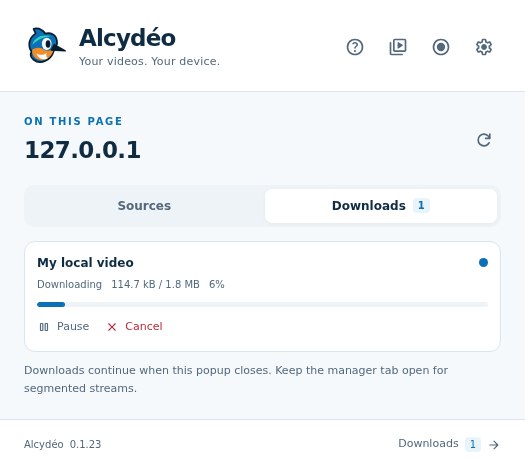 Alcydéo
Your videos. Your device.
ON THIS PAGE
127.0.0.1
Sources
Downloads 1
My local video
Downloading 114.7 kB / 1.8 MB 6%
Pause Cancel
Downloads continue when this popup closes. Keep the manager tab open for
segmented streams.
Alcydéo 0.1.23
Downloads 1